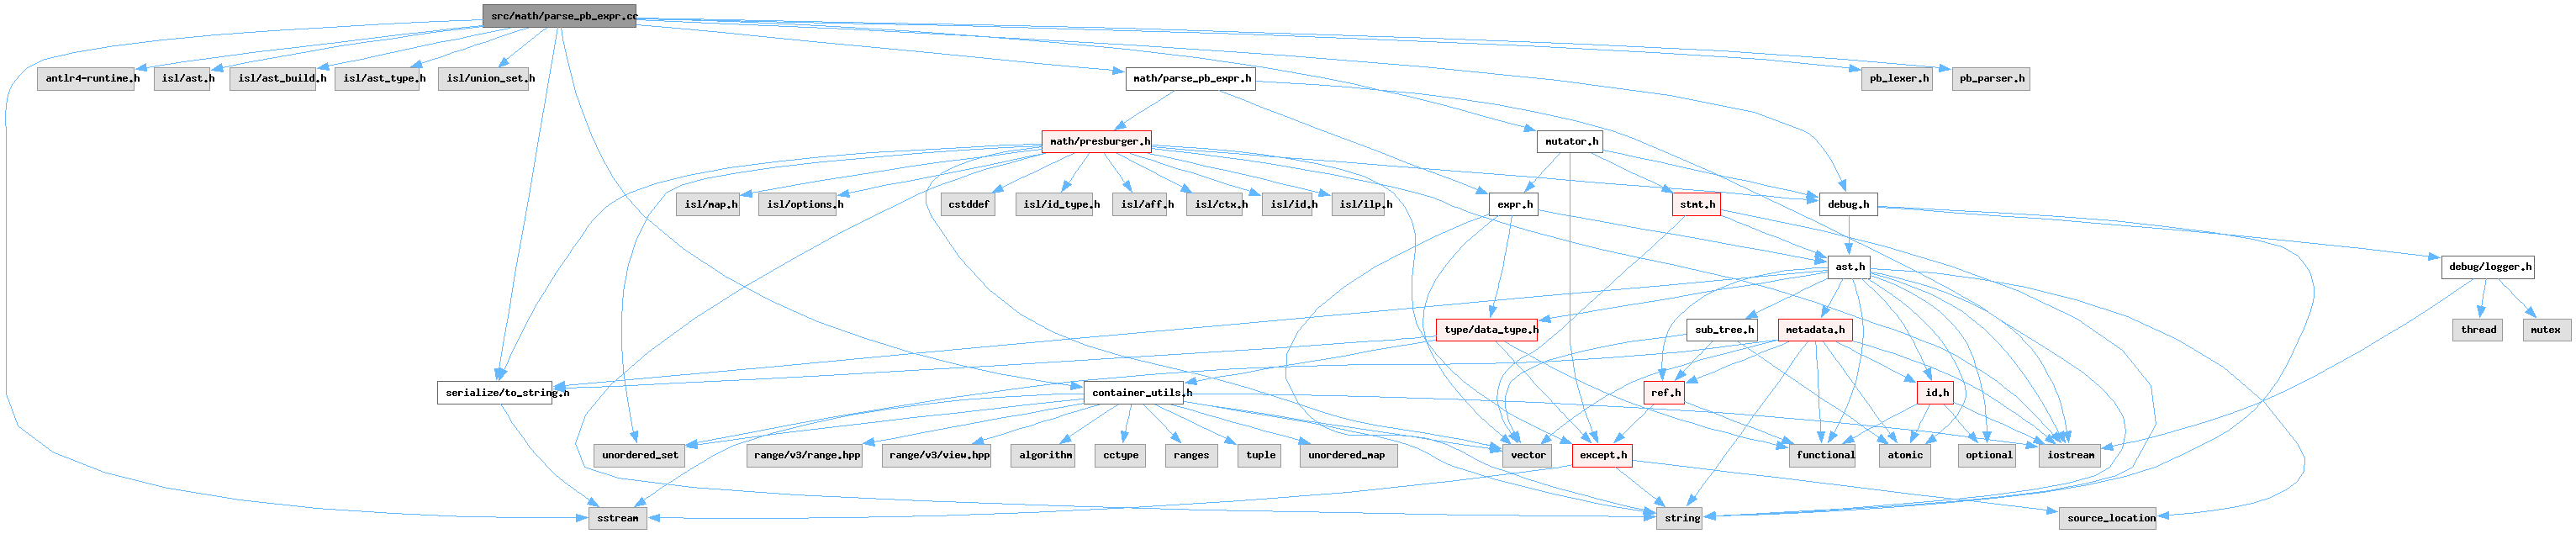 src/math/parse_pb_expr.cc
antlr4-runtime.h
isl/ast.h
isl/ast_build.h
isl/ast_type.h
isl/union_set.h
math/parse_pb_expr.h
pb_lexer.h
pb_parser.h
math/presburger.h
mutator.h
isl/map.h
isl/options.h
cstddef
isl/id_type.h
isl/aff.h
isl/ctx.h
isl/id.h
isl/ilp.h
expr.h
stmt.h
debug.h
ast.h
debug/logger.h
type/data_type.h
sub_tree.h
metadata.h
thread
mutex
serialize/to_string.h
container_utils.h
ref.h
id.h
unordered_set
range/v3/range.hpp
range/v3/view.hpp
algorithm
cctype
ranges
tuple
unordered_map
vector
except.h
functional
atomic
optional
iostream
sstream
string
source_location